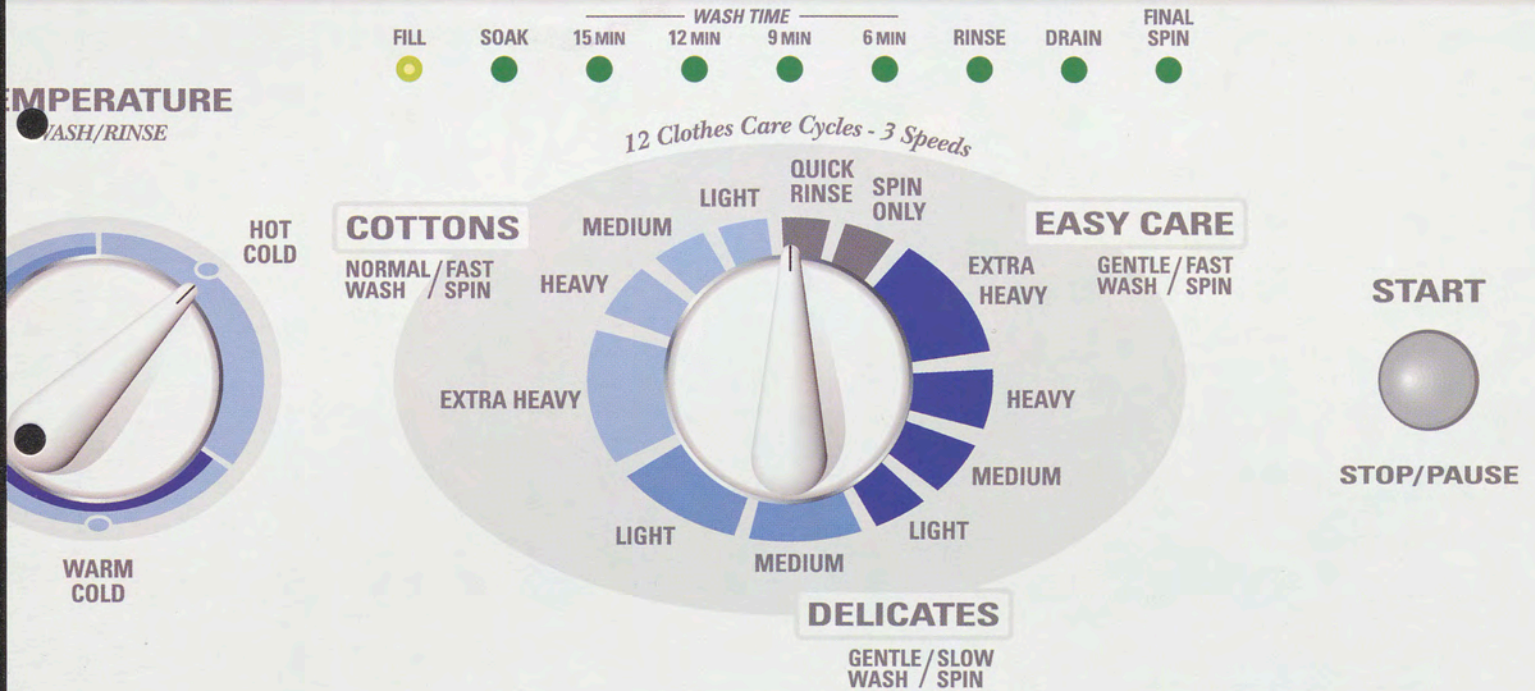 WASH TIME
FILL
SOAK
15 MIN
12 MIN
9 MIN
6 MIN
RINSE
DRAIN
FINAL
SPIN
EMPERATURE
WASH/RINSE
12 Clothes Care Cycles - 3 Speeds
HOT
COLD
WARM
COLD
COTTONS
NORMAL/FAST
WASH / SPIN
LIGHT
MEDIUM
HEAVY
EXTRA HEAVY
QUICK
RINSE
SPIN
ONLY
EASY CARE
GENTLE/FAST
WASH / SPIN
EXTRA
HEAVY
HEAVY
MEDIUM
LIGHT
LIGHT
MEDIUM
DELICATES
GENTLE/SLOW
WASH / SPIN
START
STOP/PAUSE